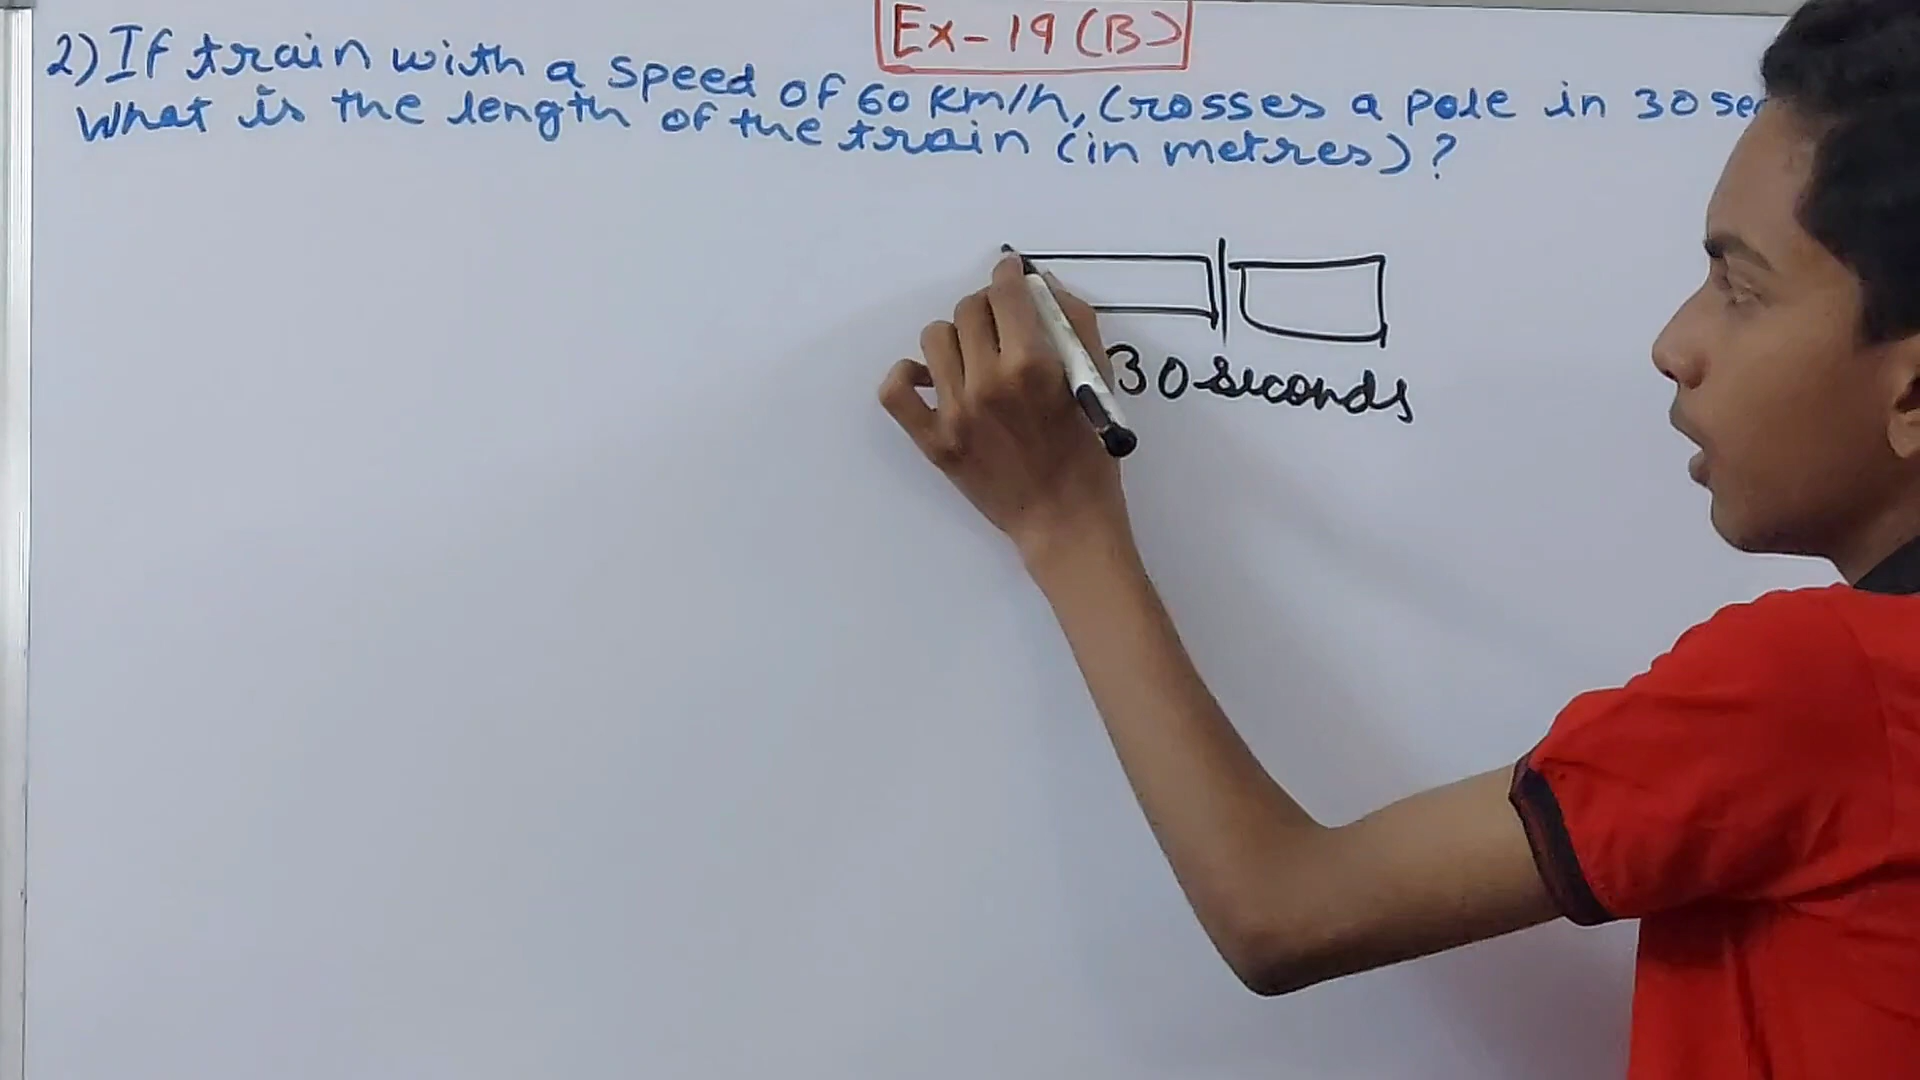 Ex-19(B)
2) If train with a speed of 60 Km/h, Crosses a pole in 30 sec
What is the length of the train (in metres)?
30 seconds